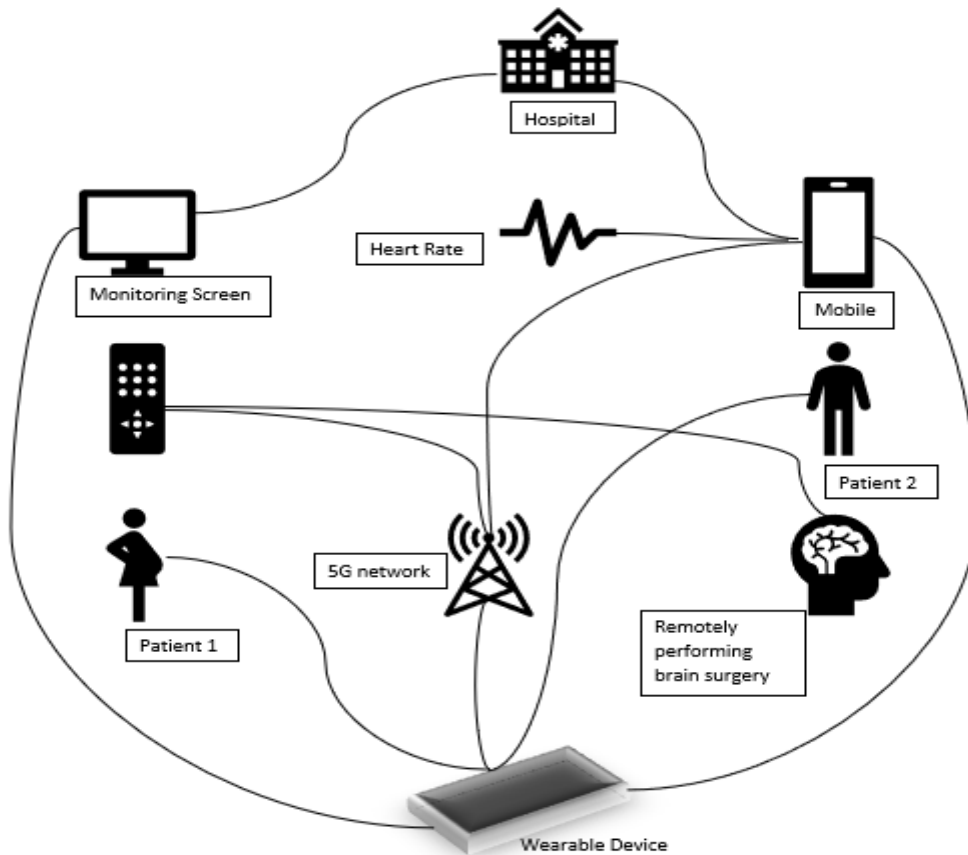 Hospital
Heart Rate
Monitoring Screen
Mobile
Patient 2
5G network
Patient 1
Remotely
performing
brain surgery
Wearable Device